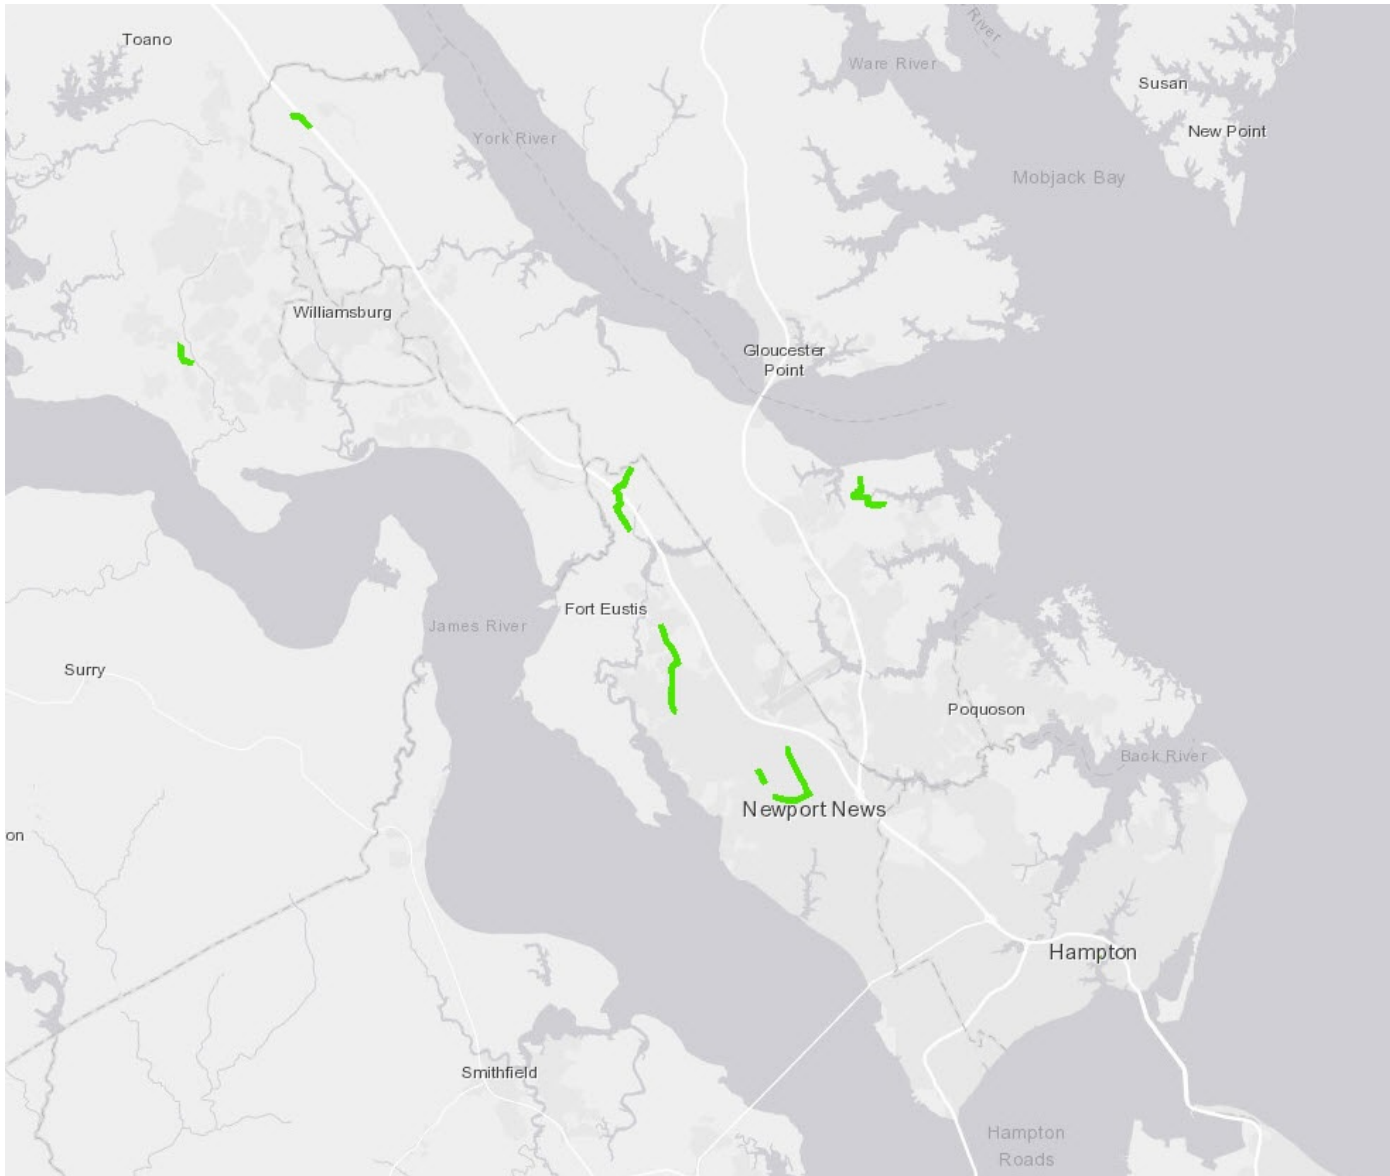 Toano
Ware River
River
Susan
New Point
York River
Mobjack Bay
Williamsburg
Gloucester
Point
Fort Eustis
James River
Surry
Poquoson
Back River
Newport News
on
Hampton
Smithfield
Hampton
Roads